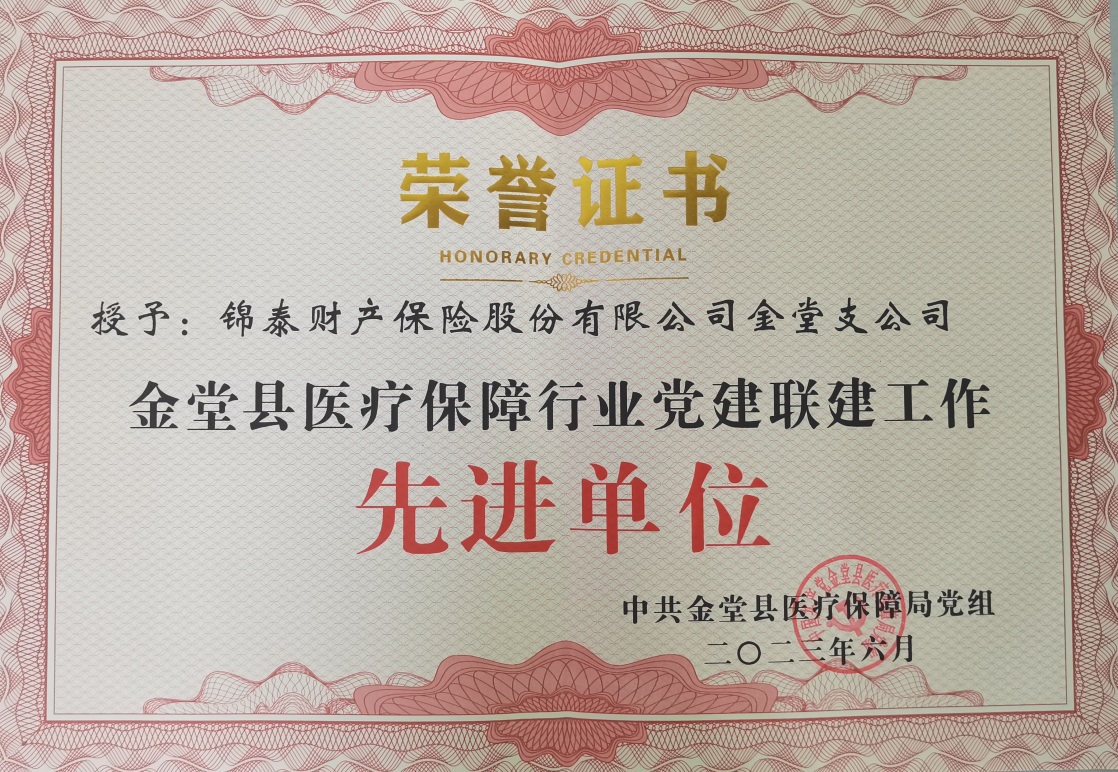 荣誉证书
HONORARY CREDENTIAL
授予：锦泰财产保险股份有限公司金堂支公司
金堂县医疗保障行业党建联建工作
先进单位
中共金堂县医疗保障局党组
二〇二三年六月